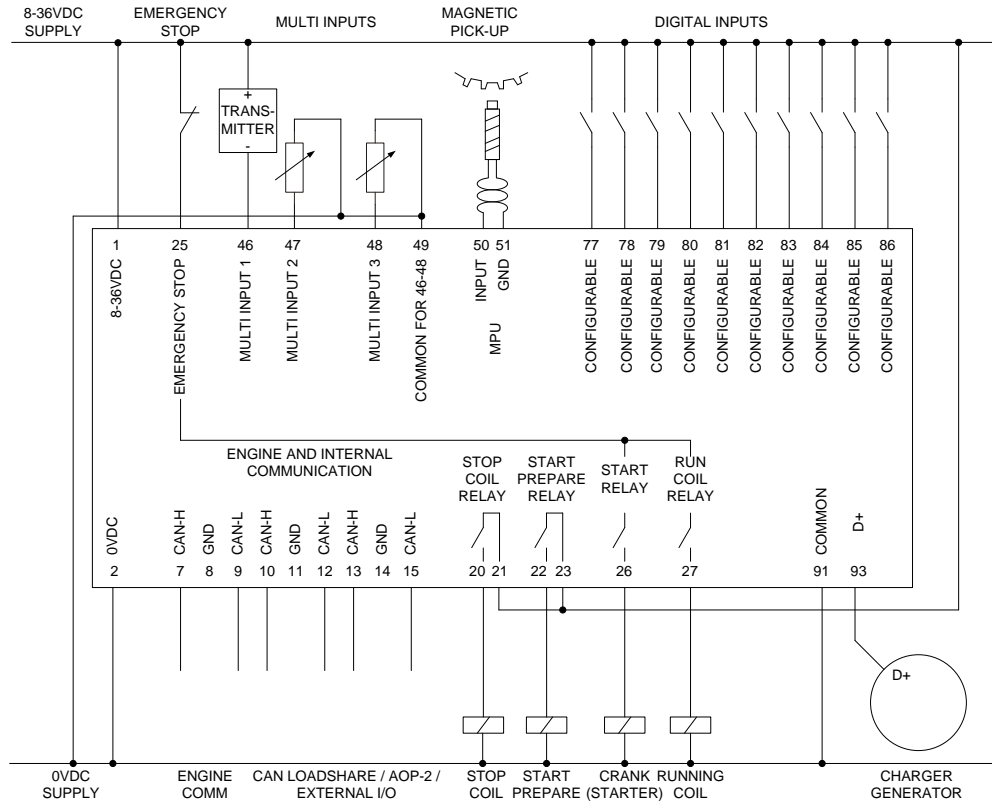 8-36VDC
SUPPLY
EMERGENCY
STOP
MULTI INPUTS
MAGNETIC
PICK-UP
DIGITAL INPUTS
+
TRANS-
MITTER
-
1 25 46 47 48 49 50 51 77 78 79 80 81 82 83 84 85 86
8-36VDC
EMERGENCY STOP
MULTI INPUT 1
MULTI INPUT 2
MULTI INPUT 3
COMMON FOR 46-48
INPUT
GND
MPU
CONFIGURABLE
CONFIGURABLE
CONFIGURABLE
CONFIGURABLE
CONFIGURABLE
CONFIGURABLE
CONFIGURABLE
CONFIGURABLE
CONFIGURABLE
CONFIGURABLE
ENGINE AND INTERNAL
COMMUNICATION
STOP
COIL
RELAY
START
PREPARE
RELAY
START
RELAY
RUN
COIL
RELAY
0VDC
CAN-H
GND
CAN-L
CAN-H
GND
CAN-L
CAN-H
GND
CAN-L
COMMON
D+
2 7 8 9 10 11 12 13 14 15 20 21 22 23 26 27 91 93
D+
0VDC
SUPPLY
ENGINE
COMM
CAN LOADSHARE / AOP-2 /
EXTERNAL I/O
STOP
COIL
START
PREPARE
CRANK
(STARTER)
RUNNING
COIL
CHARGER
GENERATOR